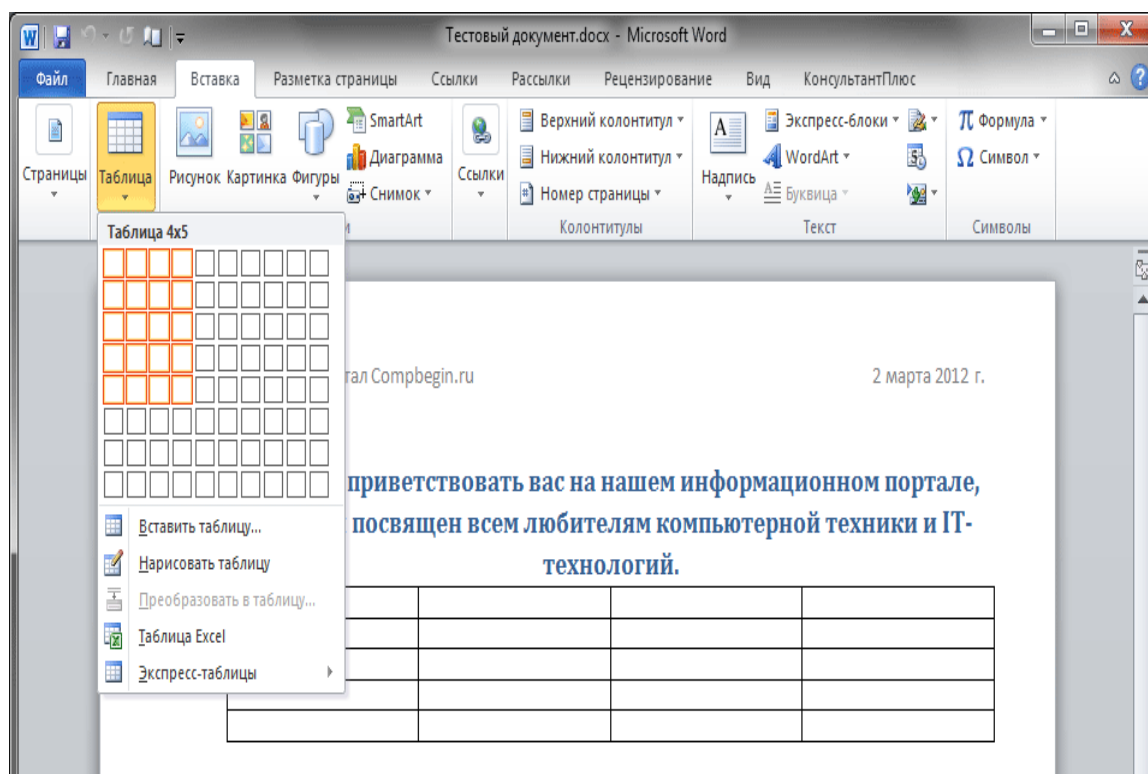 Тестовый документ.docx - Microsoft Word
Файл Главная Вставка Разметка страницы Ссылки Рассылки Рецензирование Вид КонсультантПлюс
Страницы
Таблица
Рисунок Картинка Фигуры
SmartArt
Диаграмма
Снимок
Ссылки
Верхний колонтитул
Нижний колонтитул
Номер страницы
Колонтитулы
Надпись
Экспресс-блоки
WordArt
Буквица
Текст
π Формула
Ω Символ
Символы
Таблица 4x5
Вставить таблицу...
Нарисовать таблицу
Преобразовать в таблицу...
Таблица Excel
Экспресс-таблицы
Compbegin.ru 2 марта 2012 г.
приветствовать вас на нашем информационном портале,
посвящен всем любителям компьютерной техники и IT-
технологий.